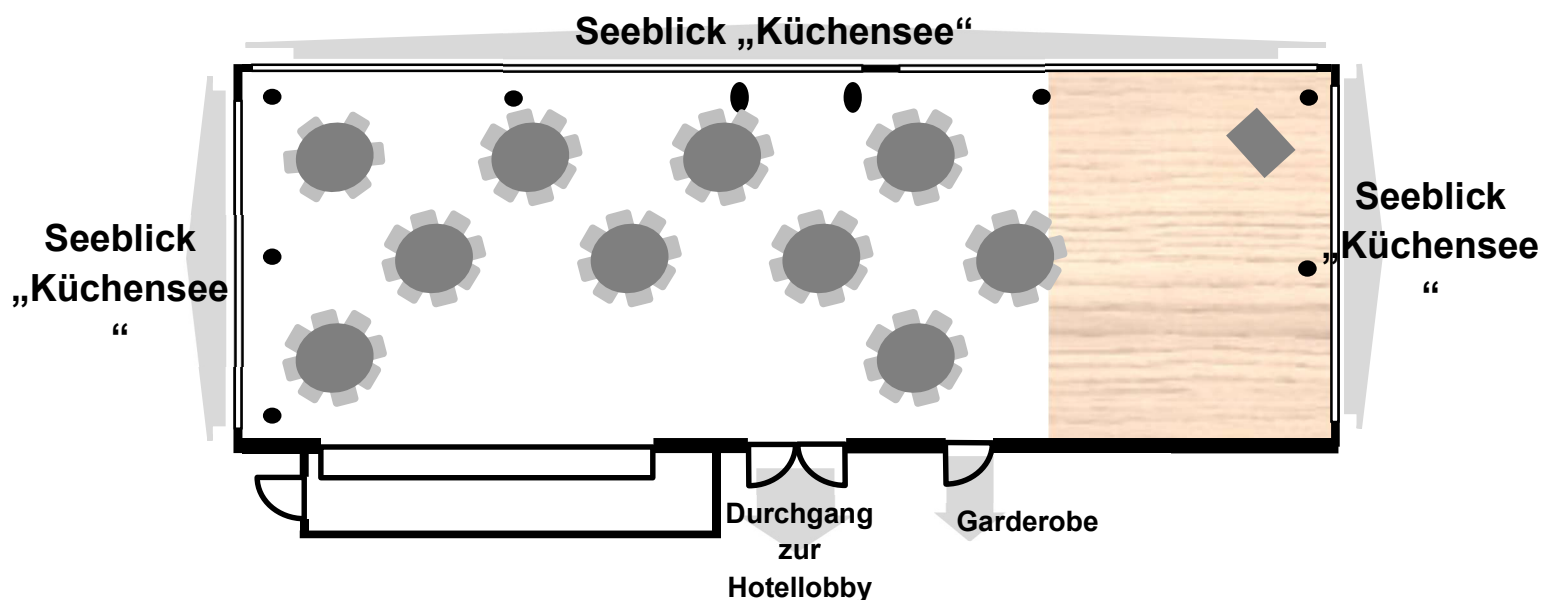 Seeblick „Küchensee“
Seeblick
„Küchensee
“
Seeblick
„Küchensee
“
Durchgang
zur
Hotellobby
Garderobe